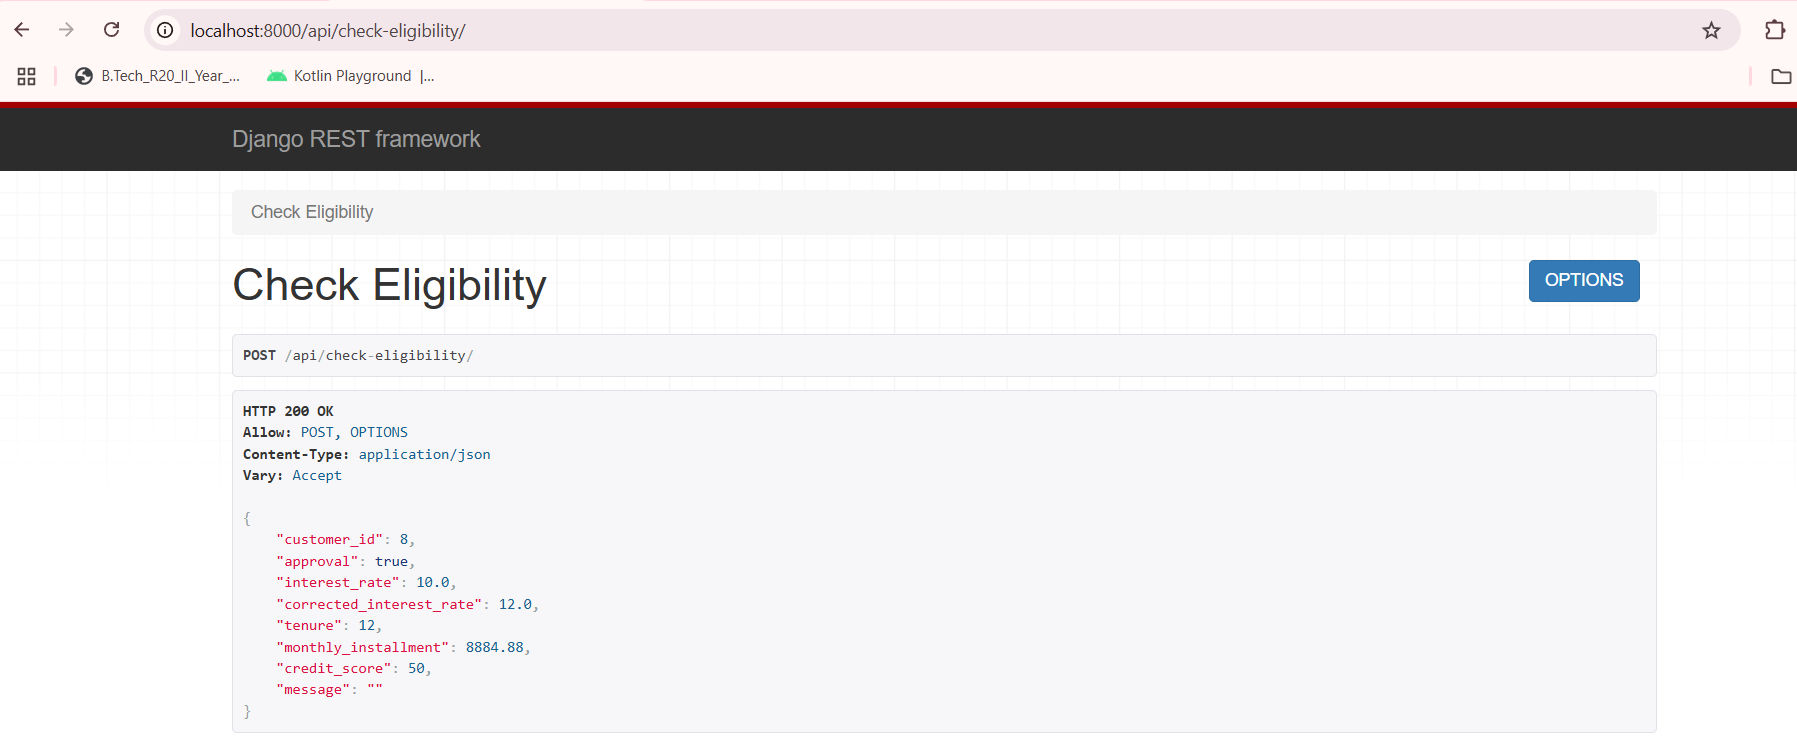 localhost:8000/api/check-eligibility/
B.Tech_R20_II_Year_...
Kotlin Playground |...
Django REST framework
Check Eligibility
Check Eligibility
OPTIONS
POST /api/check-eligibility/
HTTP 200 OK
Allow: POST, OPTIONS
Content-Type: application/json
Vary: Accept
{
    "customer_id": 8,
    "approval": true,
    "interest_rate": 10.0,
    "corrected_interest_rate": 12.0,
    "tenure": 12,
    "monthly_installment": 8884.88,
    "credit_score": 50,
    "message": ""
}